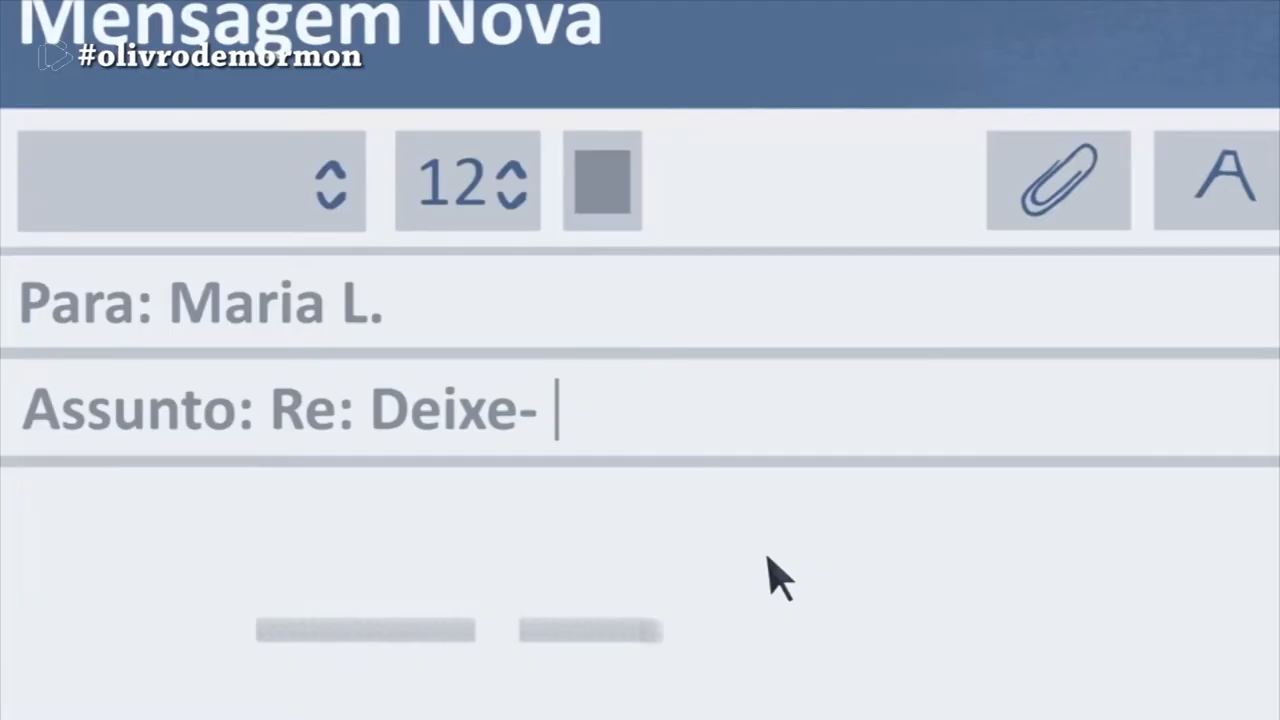 Mensagem Nova
#olivrodemormon
12
A
Para: Maria L.
Assunto: Re: Deixe-